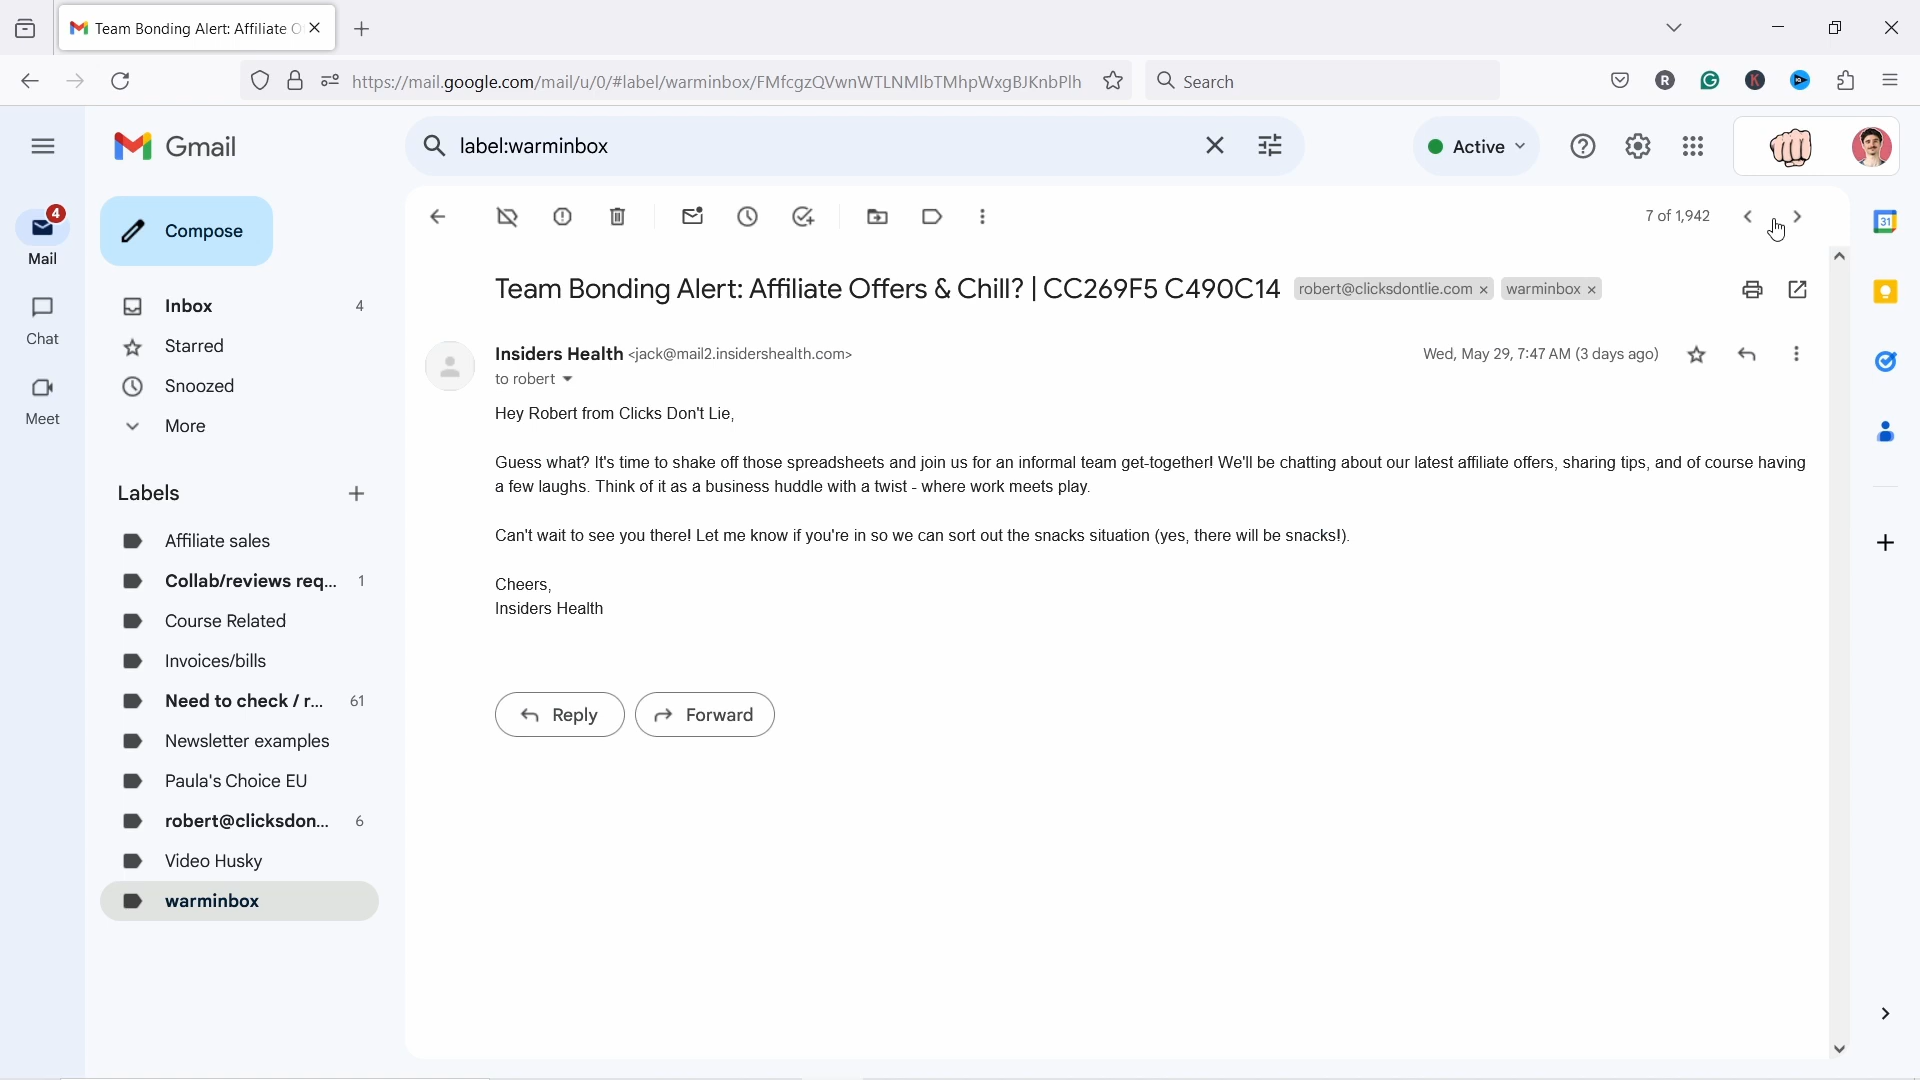 Team Bonding Alert: Affiliate O
https://mail.google.com/mail/u/0/#label/warminbox/FMfcgzQVwnWTLNMlbTMhpWxgBJKnbPlh
Search
Gmail
label:warminbox
Active
4
Mail
Chat
Meet
Compose
Inbox 4
Starred
Snoozed
More
Labels
Affiliate sales
Collab/reviews req... 1
Course Related
Invoices/bills
Need to check / r... 61
Newsletter examples
Paula's Choice EU
robert@clicksdon... 6
Video Husky
warminbox
7 of 1,942
Team Bonding Alert: Affiliate Offers & Chill? | CC269F5 C490C14 robert@clicksdontlie.com × warminbox ×
Insiders Health <jack@mail2.insidershealth.com> Wed, May 29, 7:47 AM (3 days ago)
to robert
Hey Robert from Clicks Don't Lie,
Guess what? It's time to shake off those spreadsheets and join us for an informal team get-together! We'll be chatting about our latest affiliate offers, sharing tips, and of course having
a few laughs. Think of it as a business huddle with a twist - where work meets play.
Can't wait to see you there! Let me know if you're in so we can sort out the snacks situation (yes, there will be snacks!).
Cheers,
Insiders Health
Reply
Forward
31
R
K